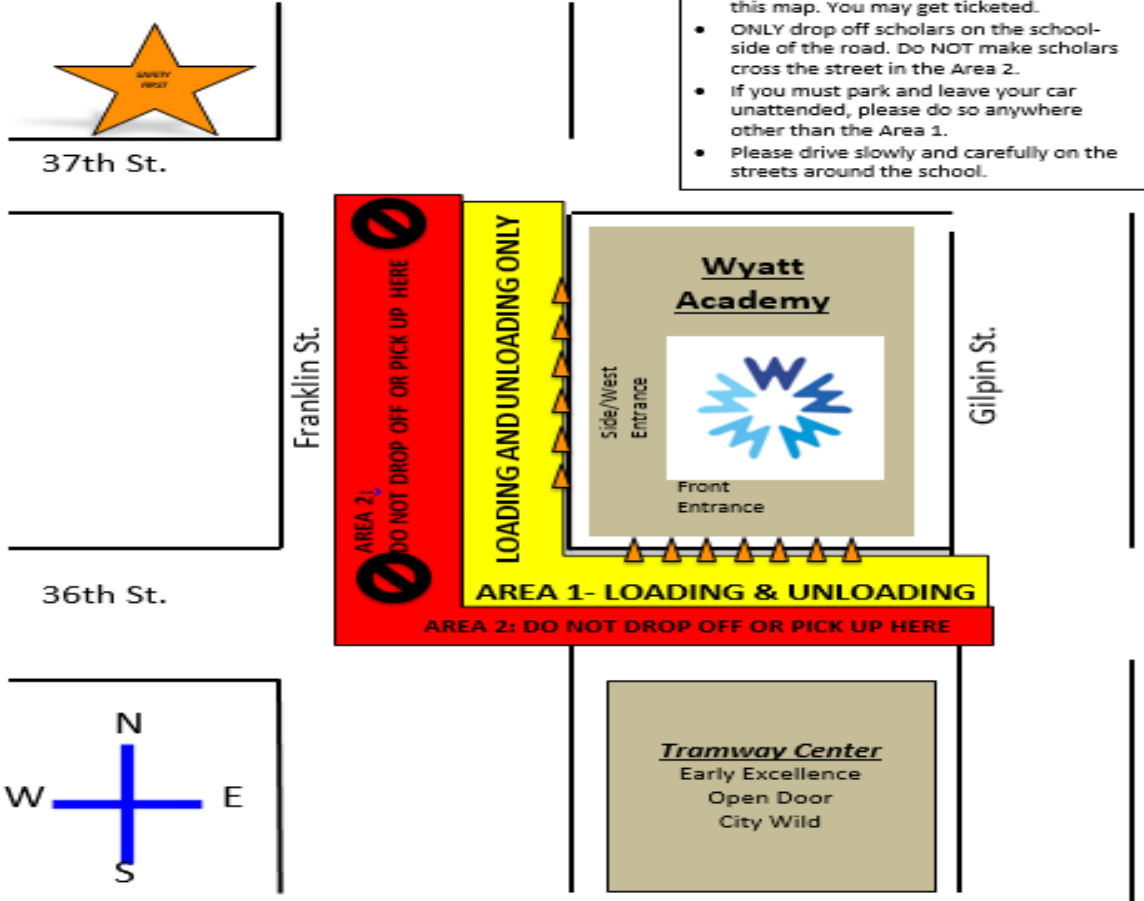 this map. You may get ticketed.
• ONLY drop off scholars on the school-
side of the road. Do NOT make scholars
cross the street in the Area 2.
• If you must park and leave your car
unattended, please do so anywhere
other than the Area 1.
• Please drive slowly and carefully on the
streets around the school.
SAFETY
FIRST
37th St.
Franklin St.
AREA 2:
DO NOT DROP OFF OR PICK UP HERE
LOADING AND UNLOADING ONLY
Wyatt
Academy
Side/West
Entrance
Front
Entrance
Gilpin St.
36th St.
AREA 1- LOADING & UNLOADING
AREA 2: DO NOT DROP OFF OR PICK UP HERE
N
W
E
S
Tramway Center
Early Excellence
Open Door
City Wild